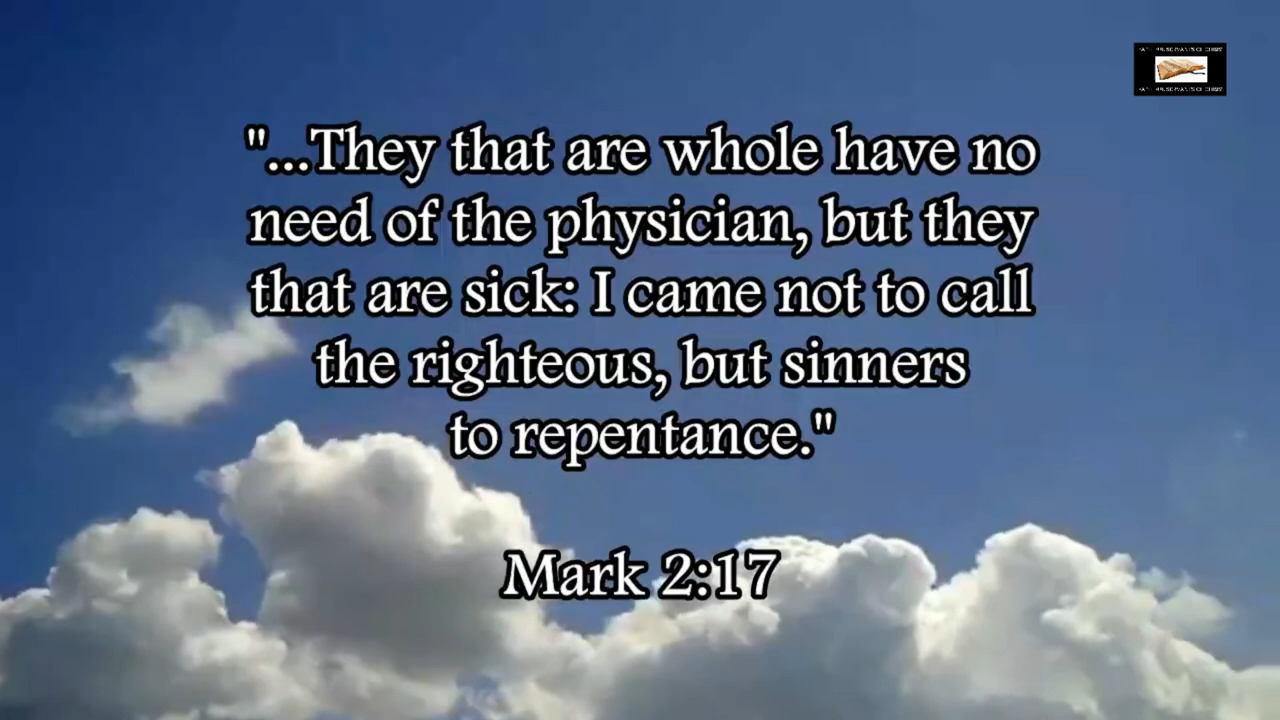 "...They that are whole have no
need of the physician, but they
that are sick: I came not to call
the righteous, but sinners
to repentance."
Mark 2:17